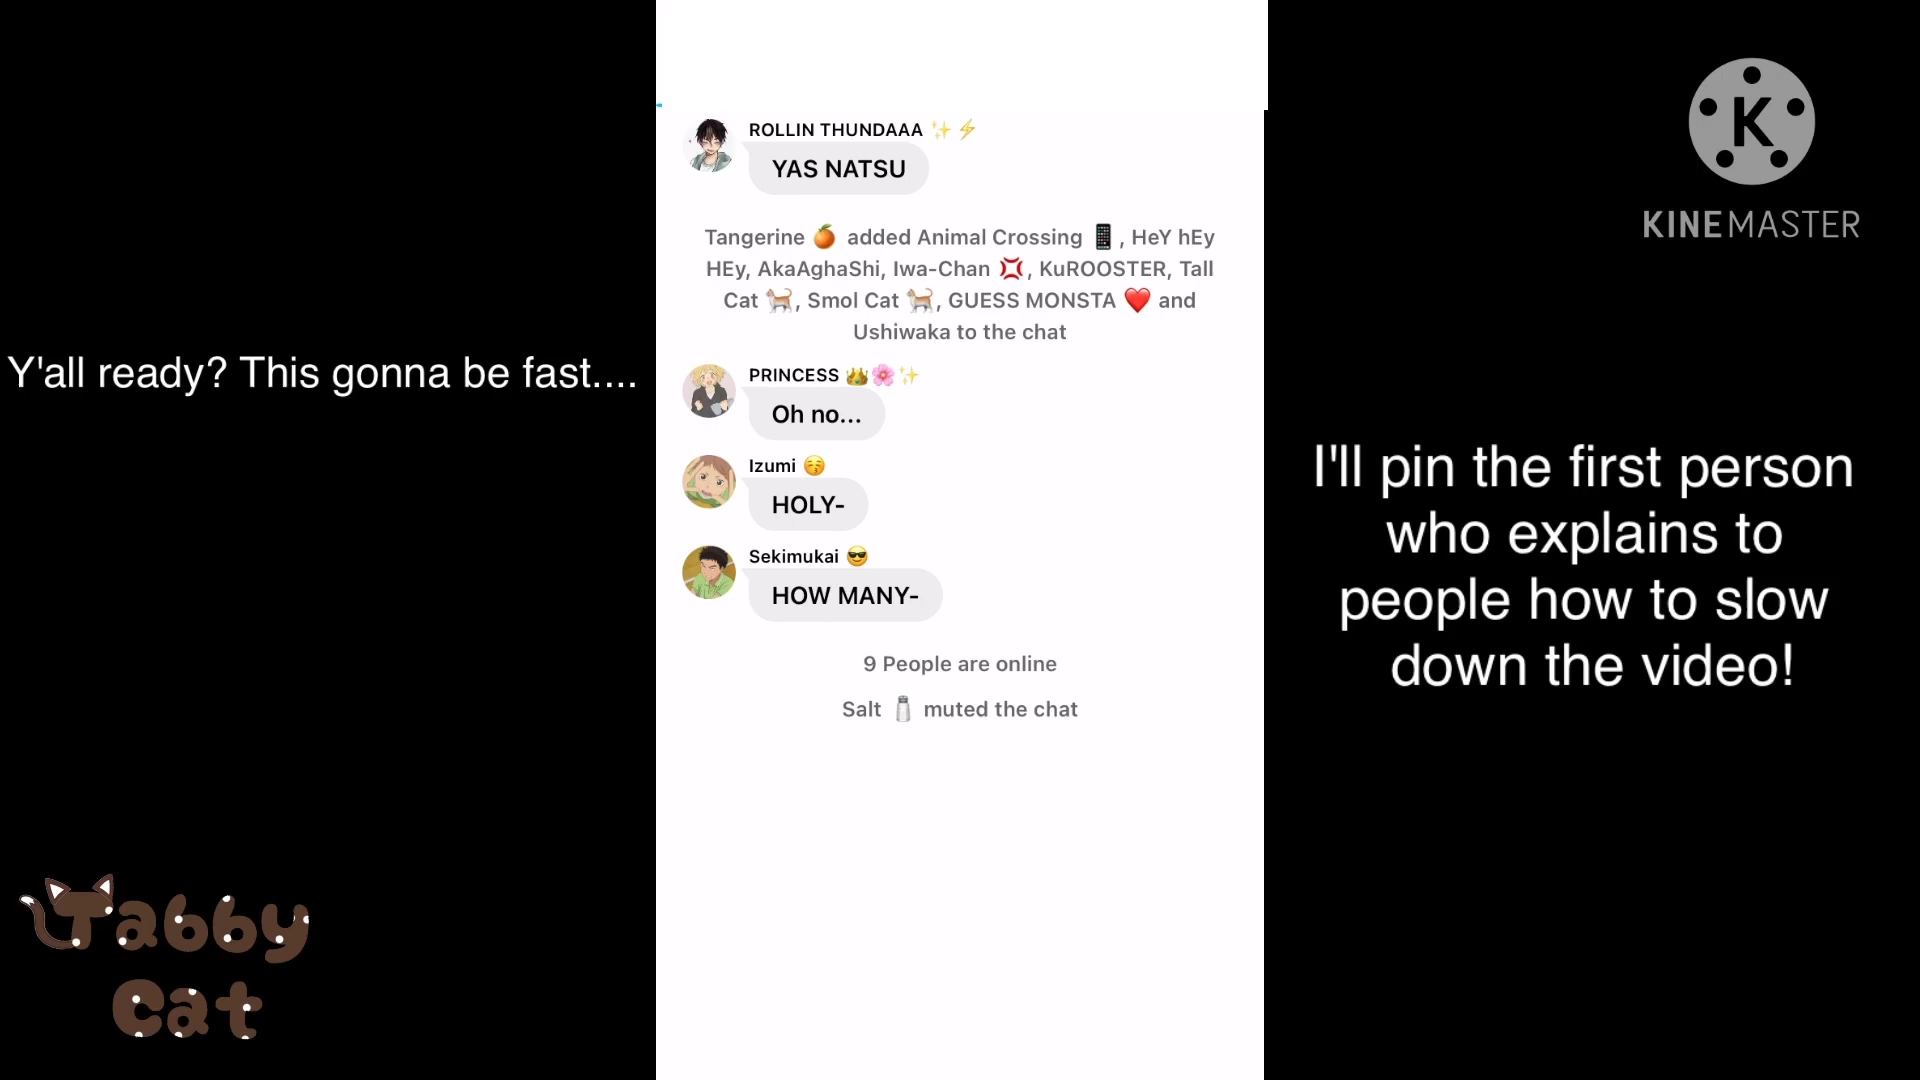 Y'all ready? This gonna be fast....
Tabby
Cat
ROLLIN THUNDAAA ✨⚡
YAS NATSU
Tangerine 🍊 added Animal Crossing 📱, HeY hEy
HEy, AkaAghaShi, Iwa-Chan 💢, KuROOSTER, Tall
Cat 🐈, Smol Cat 🐈, GUESS MONSTA ❤️ and
Ushiwaka to the chat
PRINCESS 👑🌸✨
Oh no...
Izumi 😚
HOLY-
Sekimukai 😎
HOW MANY-
9 People are online
Salt 🧂 muted the chat
K
KINEMASTER
I'll pin the first person
who explains to
people how to slow
down the video!